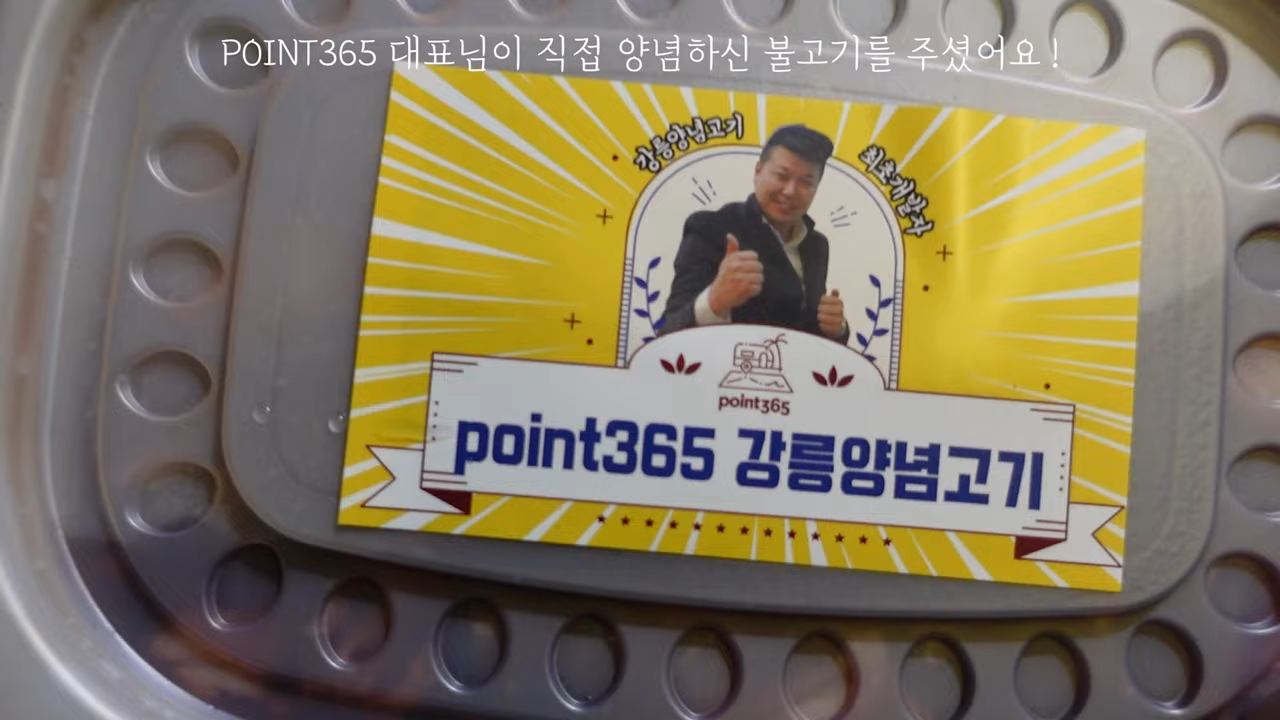 POINT365 대표님이 직접 양념하신 불고기를 주셨어요 !
강릉양념고기
최초개발자
point365
point365 강릉양념고기